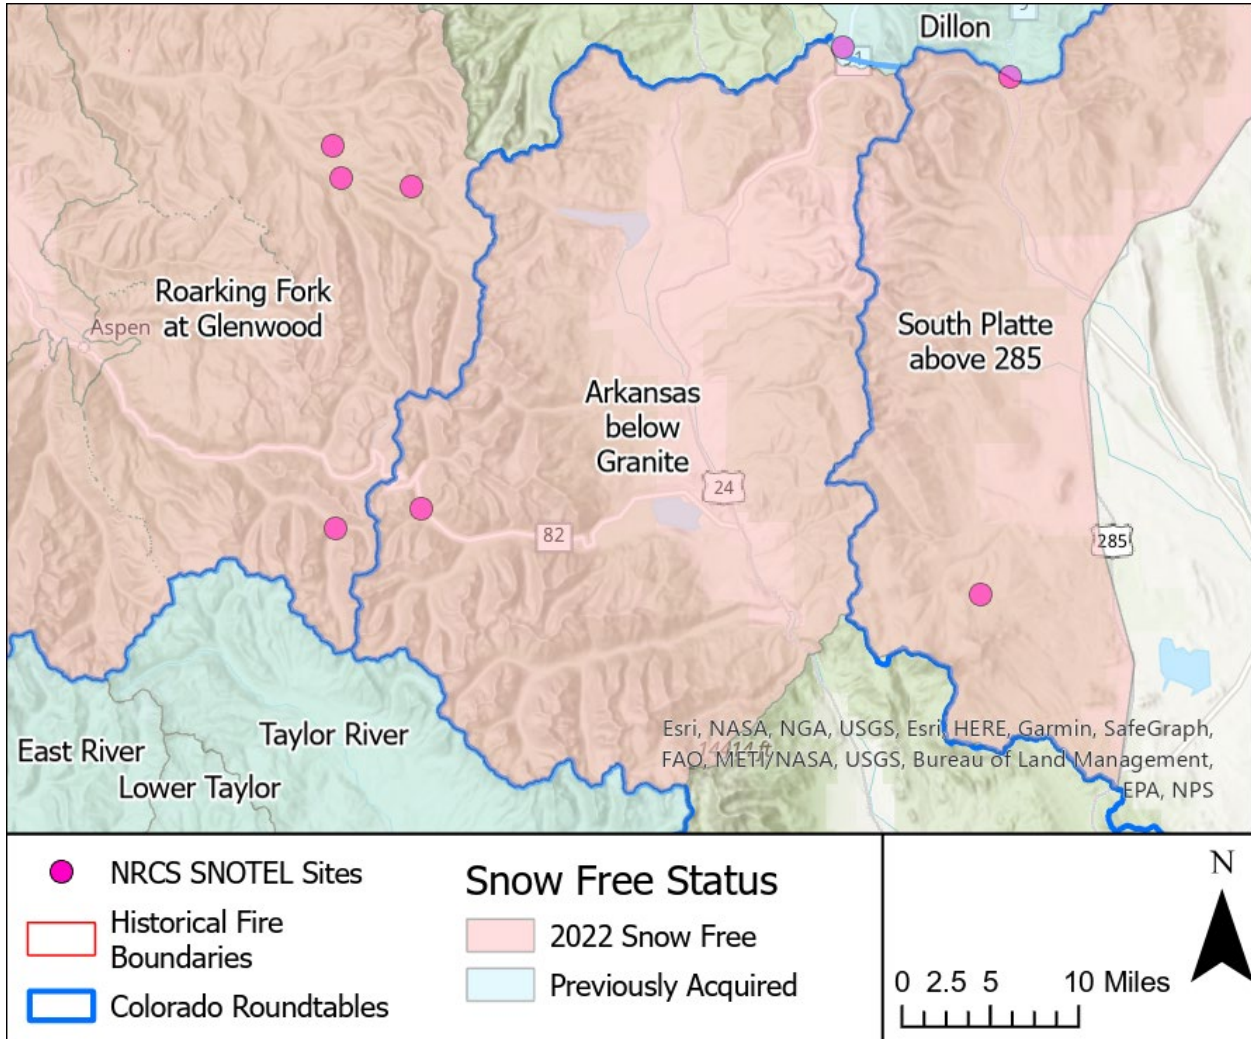 Dillon
Roarking Fork
at Glenwood
Aspen
South Platte
above 285
Arkansas
below
Granite
24
82
285
Taylor River
East River
Lower Taylor
Esri, NASA, NGA, USGS, Esri, HERE, Garmin, SafeGraph,
FAO, METI/NASA, USGS, Bureau of Land Management,
EPA, NPS
NRCS SNOTEL Sites
Historical Fire
Boundaries
Colorado Roundtables
Snow Free Status
2022 Snow Free
Previously Acquired
N
0 2.5 5 10 Miles